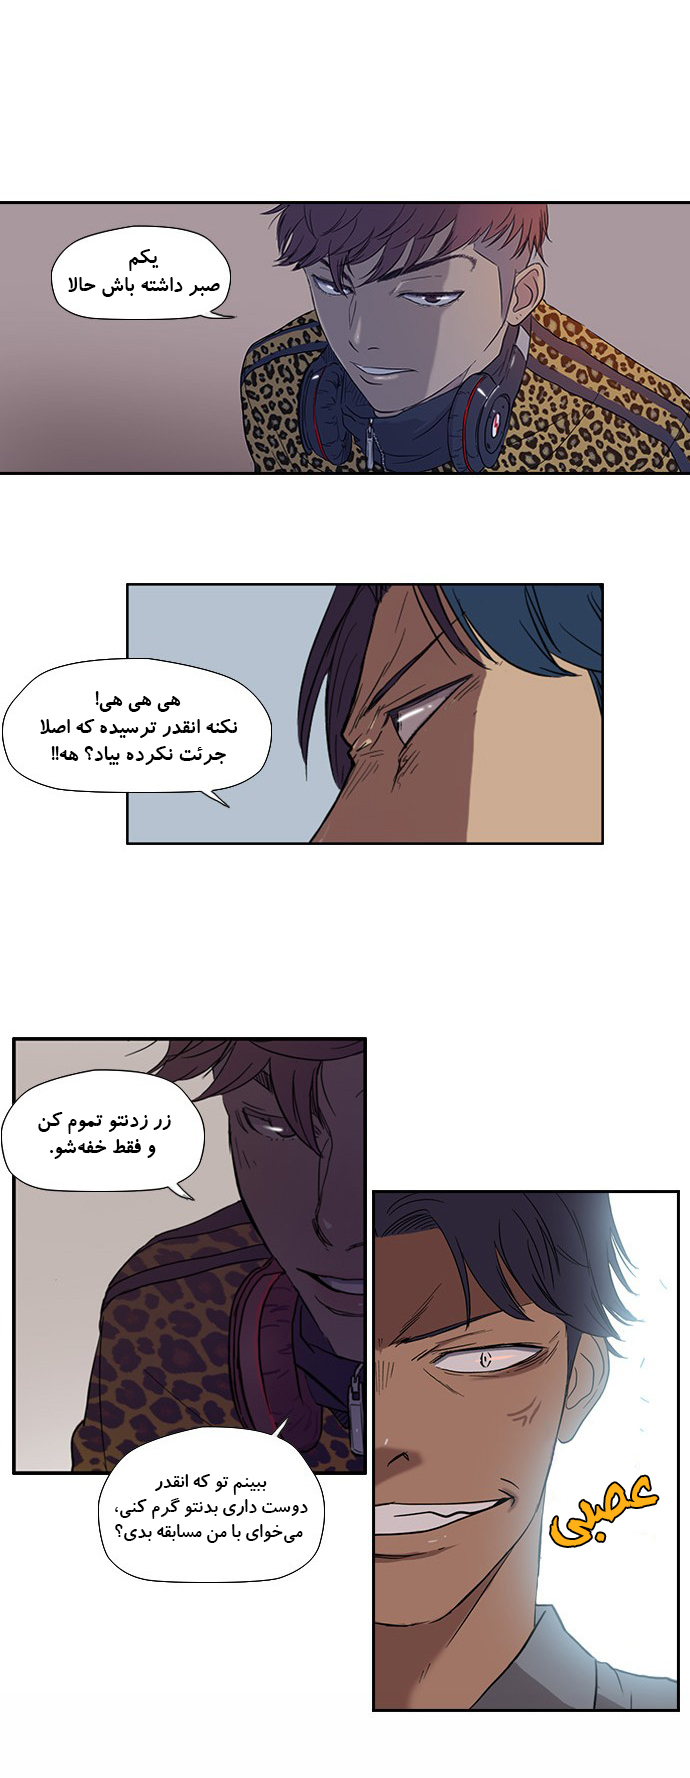 یکم
صبر داشته باش حالا
هی هی هی!
نکنه انقدر ترسیده که اصلا
جرئت نکرده بیاد؟ هه!!
زر زدنتو تموم کن
و فقط خفه‌شو.
ببینم تو که انقدر
دوست داری بدنتو گرم کنی،
می‌خوای با من مسابقه بدی؟
عصبی